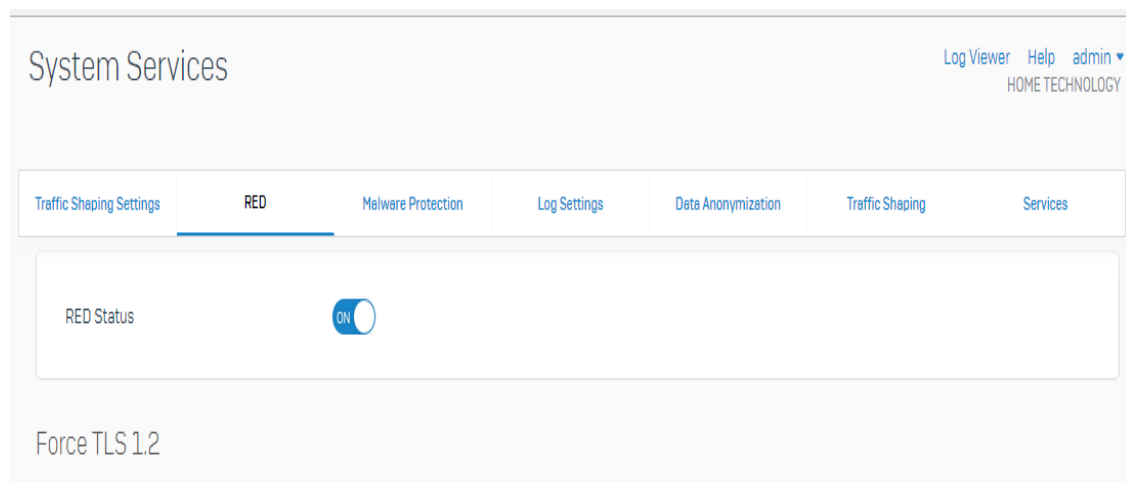 System Services
Log Viewer Help admin
HOME TECHNOLOGY
Traffic Shaping Settings RED Malware Protection Log Settings Data Anonymization Traffic Shaping Services
RED Status ON
Force TLS 1.2